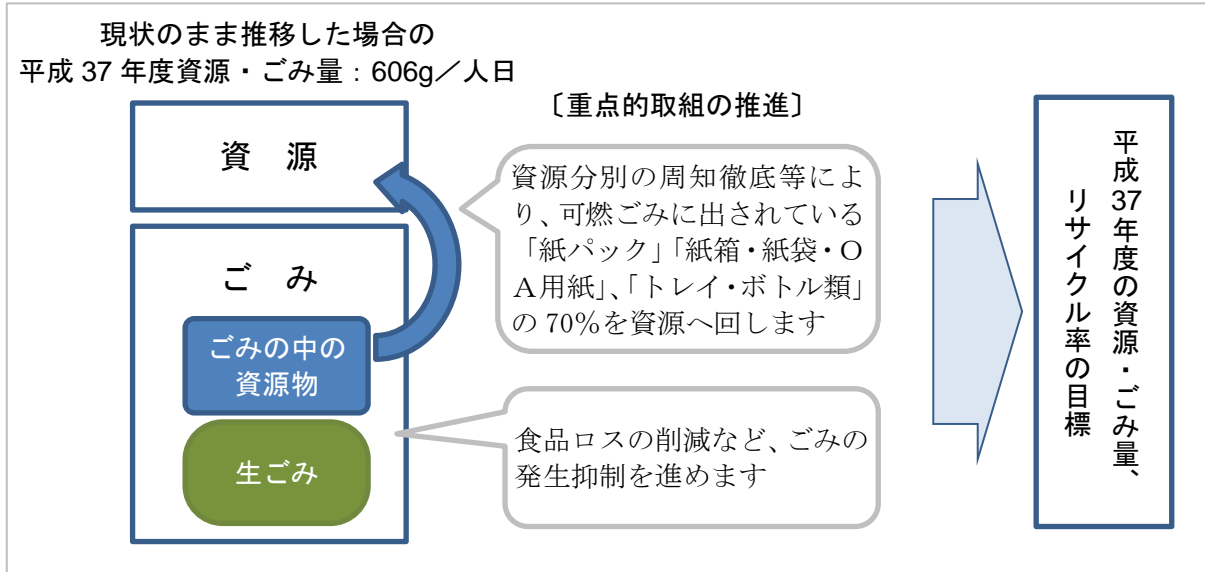 現状のまま推移した場合の
平成 37 年度資源・ごみ量：606g／人日
資　源
ご　み
ごみの中の
資源物
生ごみ
〔重点的取組の推進〕
資源分別の周知徹底等によ
り、可燃ごみに出されている
「紙パック」「紙箱・紙袋・Ｏ
Ａ用紙」、「トレイ・ボトル類」
の 70％を資源へ回します
食品ロスの削減など、ごみの
発生抑制を進めます
平成 37 年度の資源・ごみ量、
リサイクル率の目標